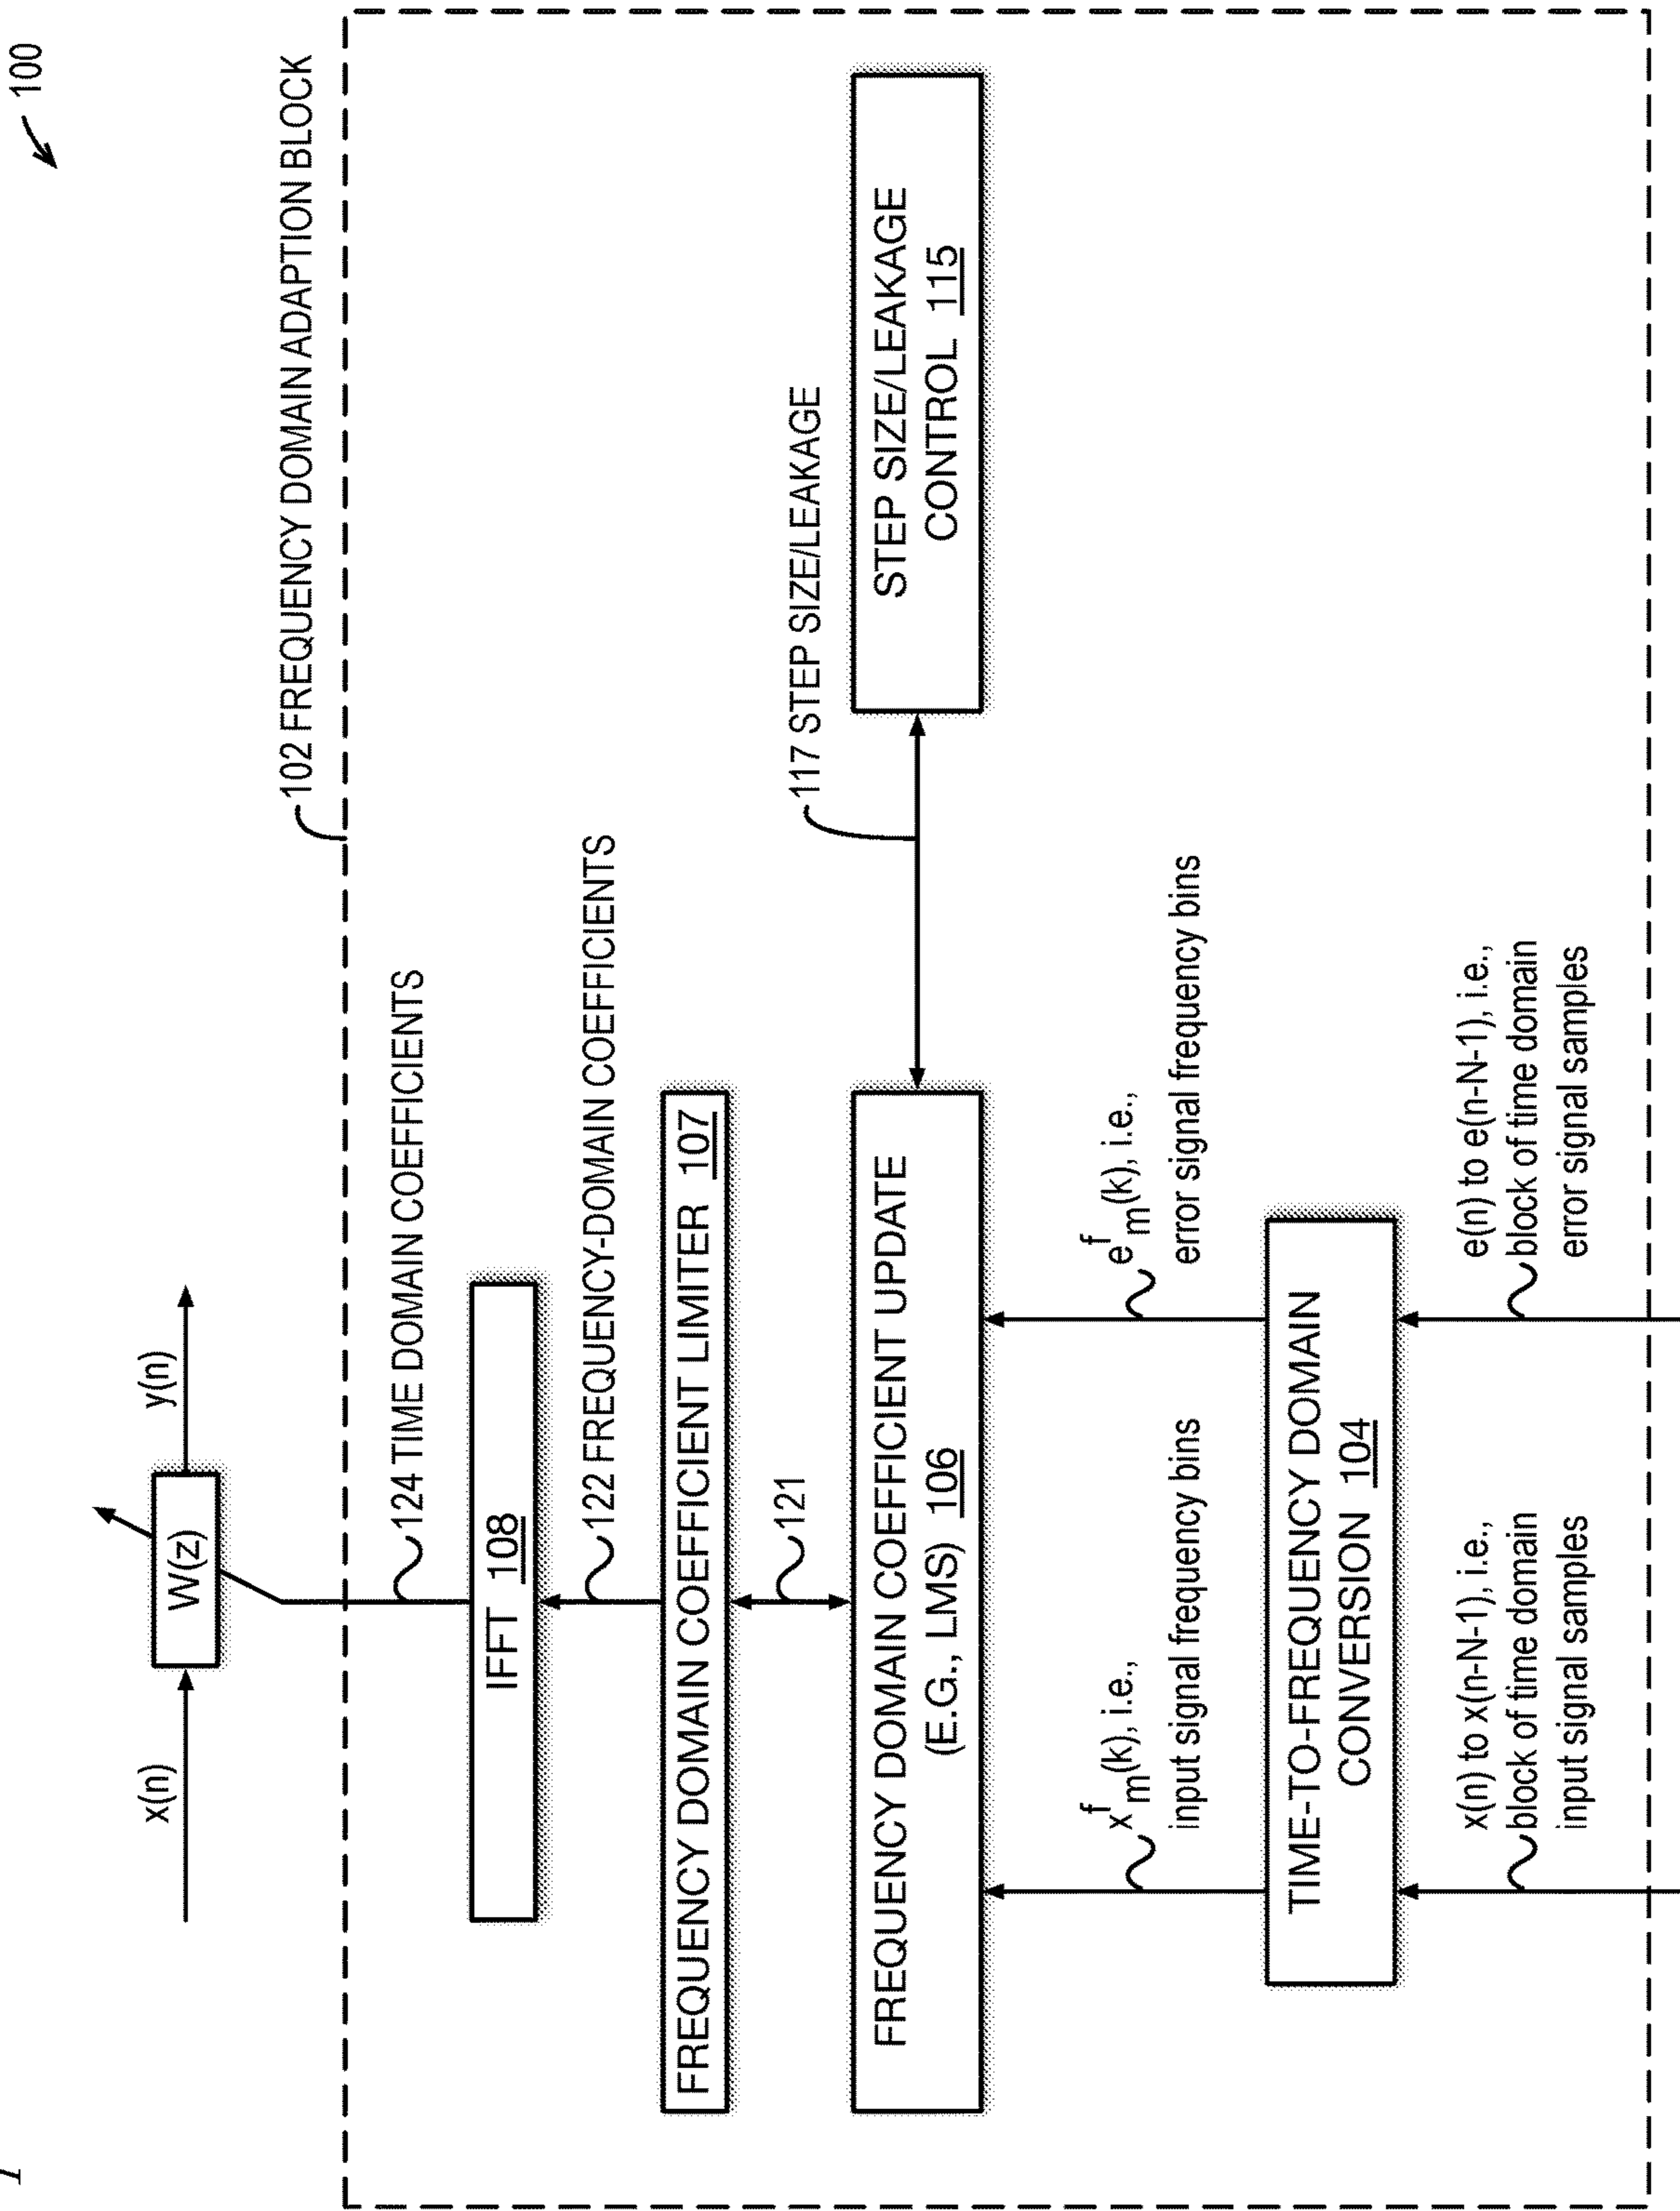 100
x(n)
W(z)
y(n)
102 FREQUENCY DOMAIN ADAPTION BLOCK
124 TIME DOMAIN COEFFICIENTS
IFFT 108
122 FREQUENCY-DOMAIN COEFFICIENTS
FREQUENCY DOMAIN COEFFICIENT LIMITER 107
121
117 STEP SIZE/LEAKAGE
FREQUENCY DOMAIN COEFFICIENT UPDATE
(E.G., LMS) 106
STEP SIZE/LEAKAGE
CONTROL 115
x^f_m(k), i.e.,
input signal frequency bins
e^f_m(k), i.e.,
error signal frequency bins
TIME-TO-FREQUENCY DOMAIN
CONVERSION 104
x(n) to x(n-N-1), i.e.,
block of time domain
input signal samples
e(n) to e(n-N-1), i.e.,
block of time domain
error signal samples